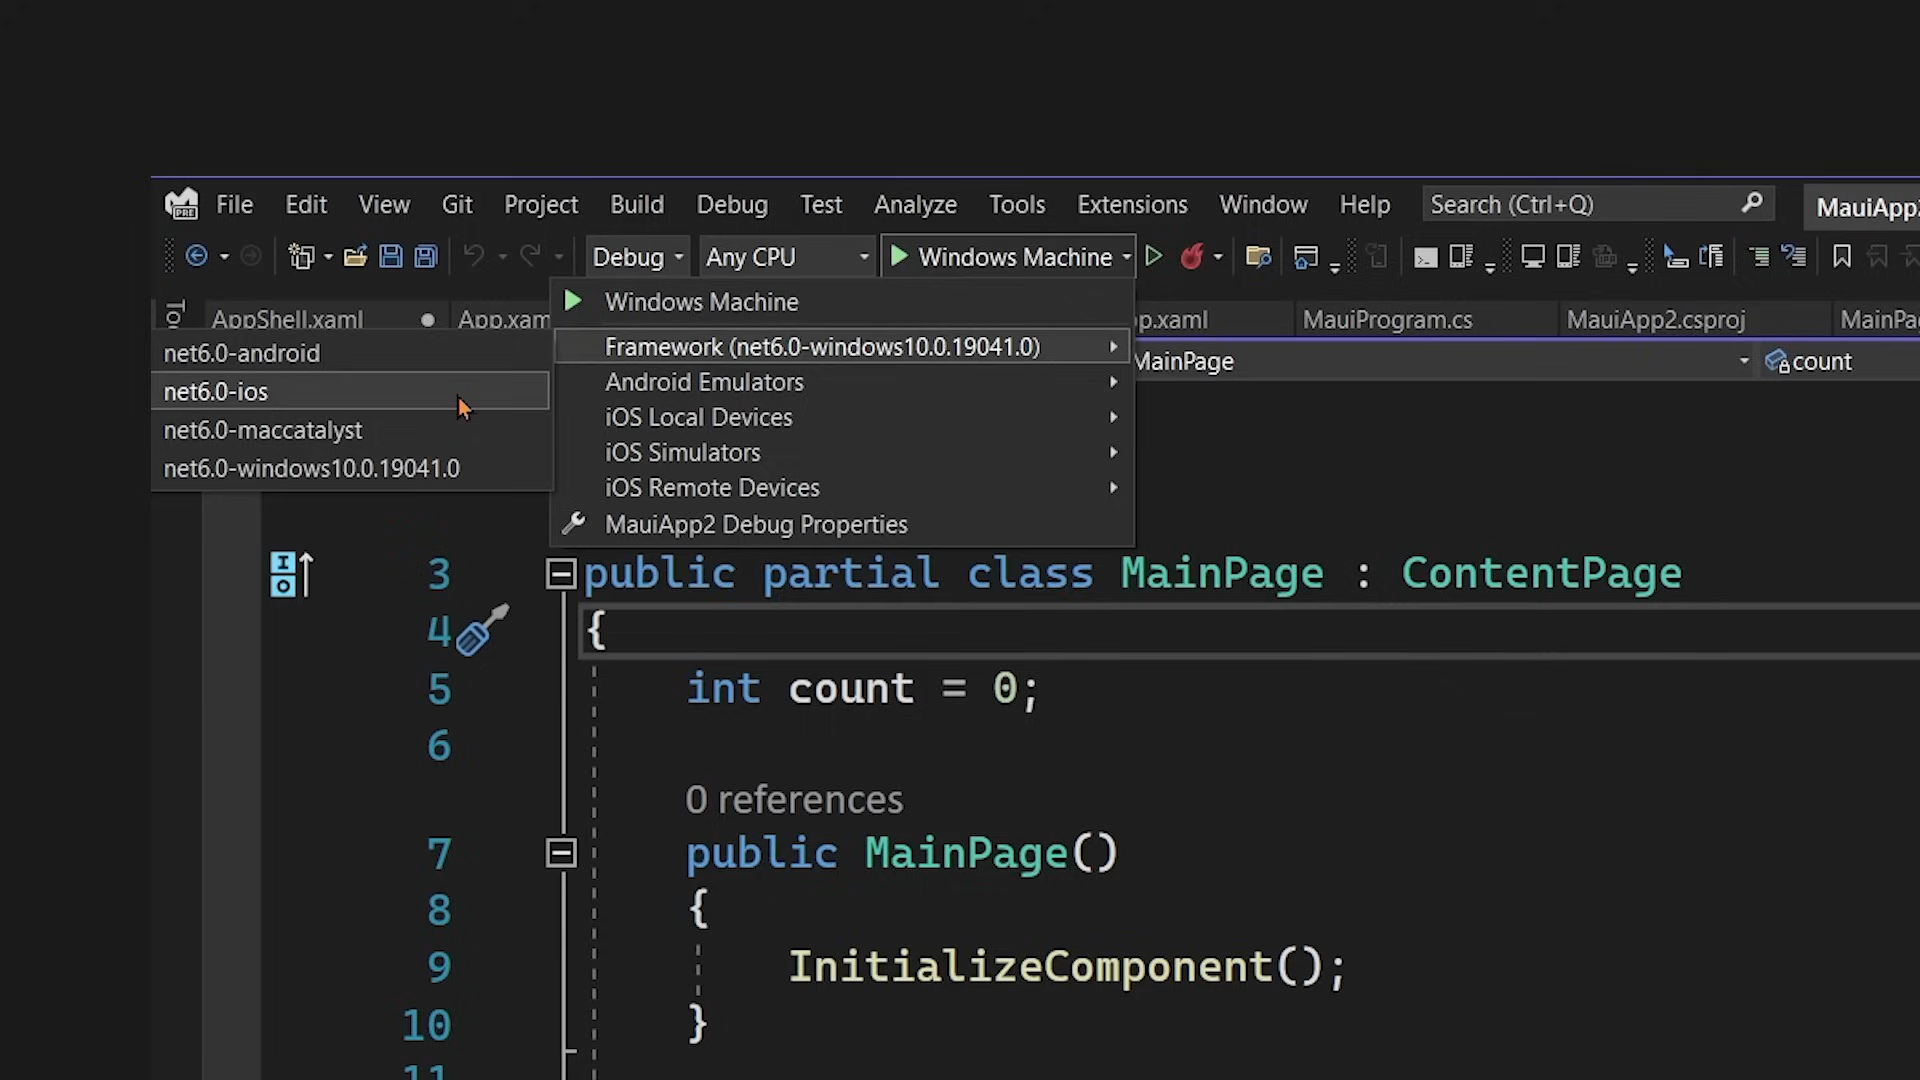 PRE File Edit View Git Project Build Debug Test Analyze Tools Extensions Window Help Search (Ctrl+Q)
Debug Any CPU Windows Machine
Windows Machine
AppShell.xaml MauiProgram.cs MauiApp2.csproj
net6.0-android
Framework (net6.0-windows10.0.19041.0)
MainPage count
net6.0-ios
Android Emulators
net6.0-maccatalyst
iOS Local Devices
net6.0-windows10.0.19041.0
iOS Simulators
iOS Remote Devices
MauiApp2 Debug Properties
3 public partial class MainPage : ContentPage
4 {
5 int count = 0;
6
0 references
7 public MainPage()
8 {
9 InitializeComponent();
10 }
11